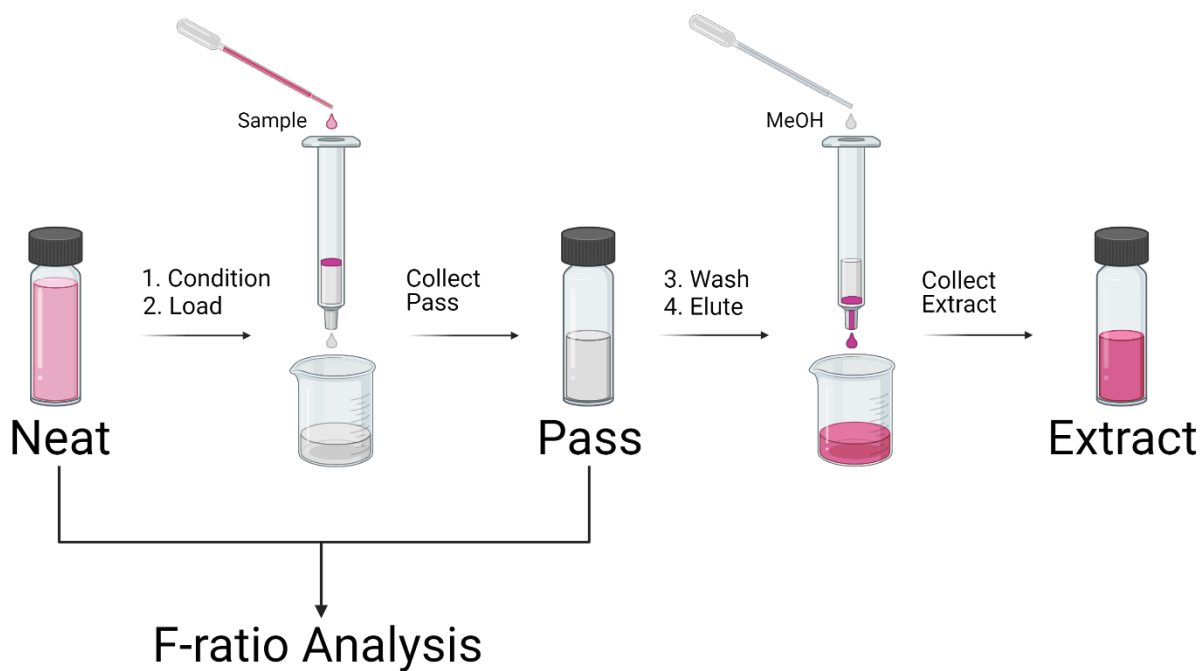 Sample
MeOH
1. Condition
2. Load
Collect
Pass
3. Wash
4. Elute
Collect
Extract
Neat
Pass
Extract
F-ratio Analysis